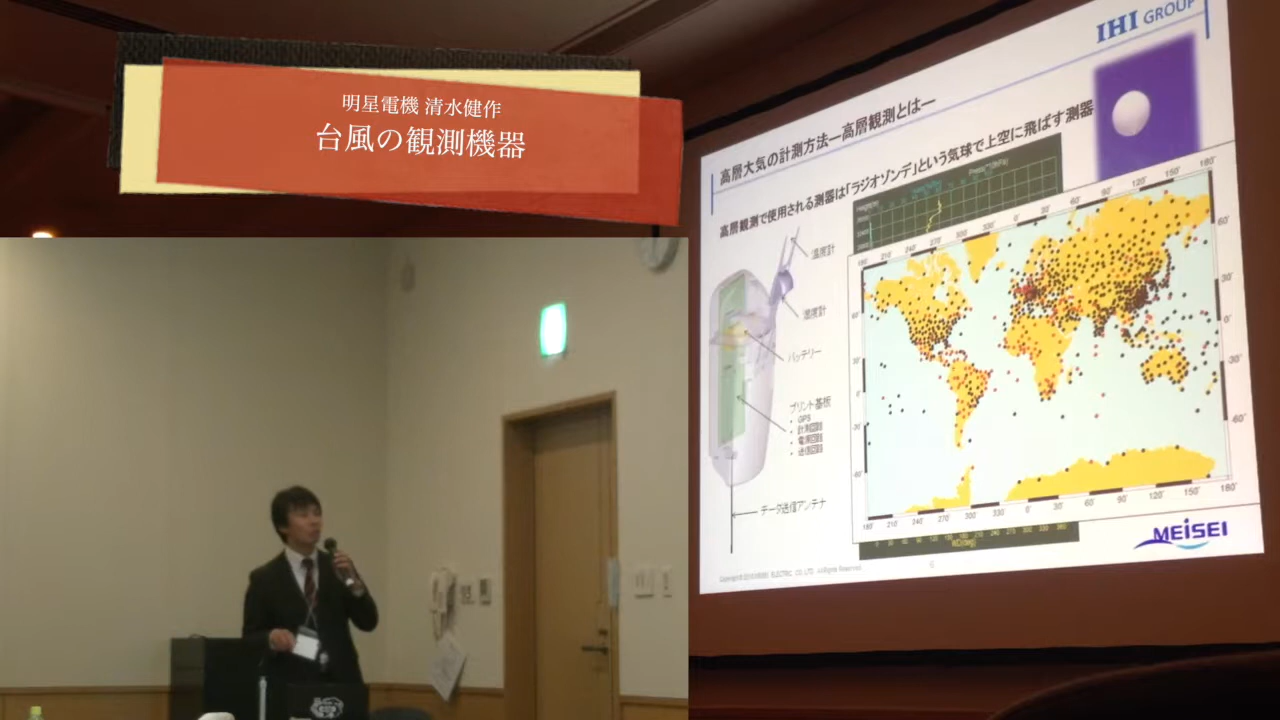 明星電機 清水健作
台風の観測機器
IHI GROUP
高層大気の計測方法ー高層観測とはー
高層観測で使用される測器は「ラジオゾンデ」という気球で上空に飛ばす測器
温度計
湿度計
バッテリー
プリント基板
・ GPS
・ 計測回路
・ 電源回路
・ 送信回路
データ送信アンテナ
MEISEI